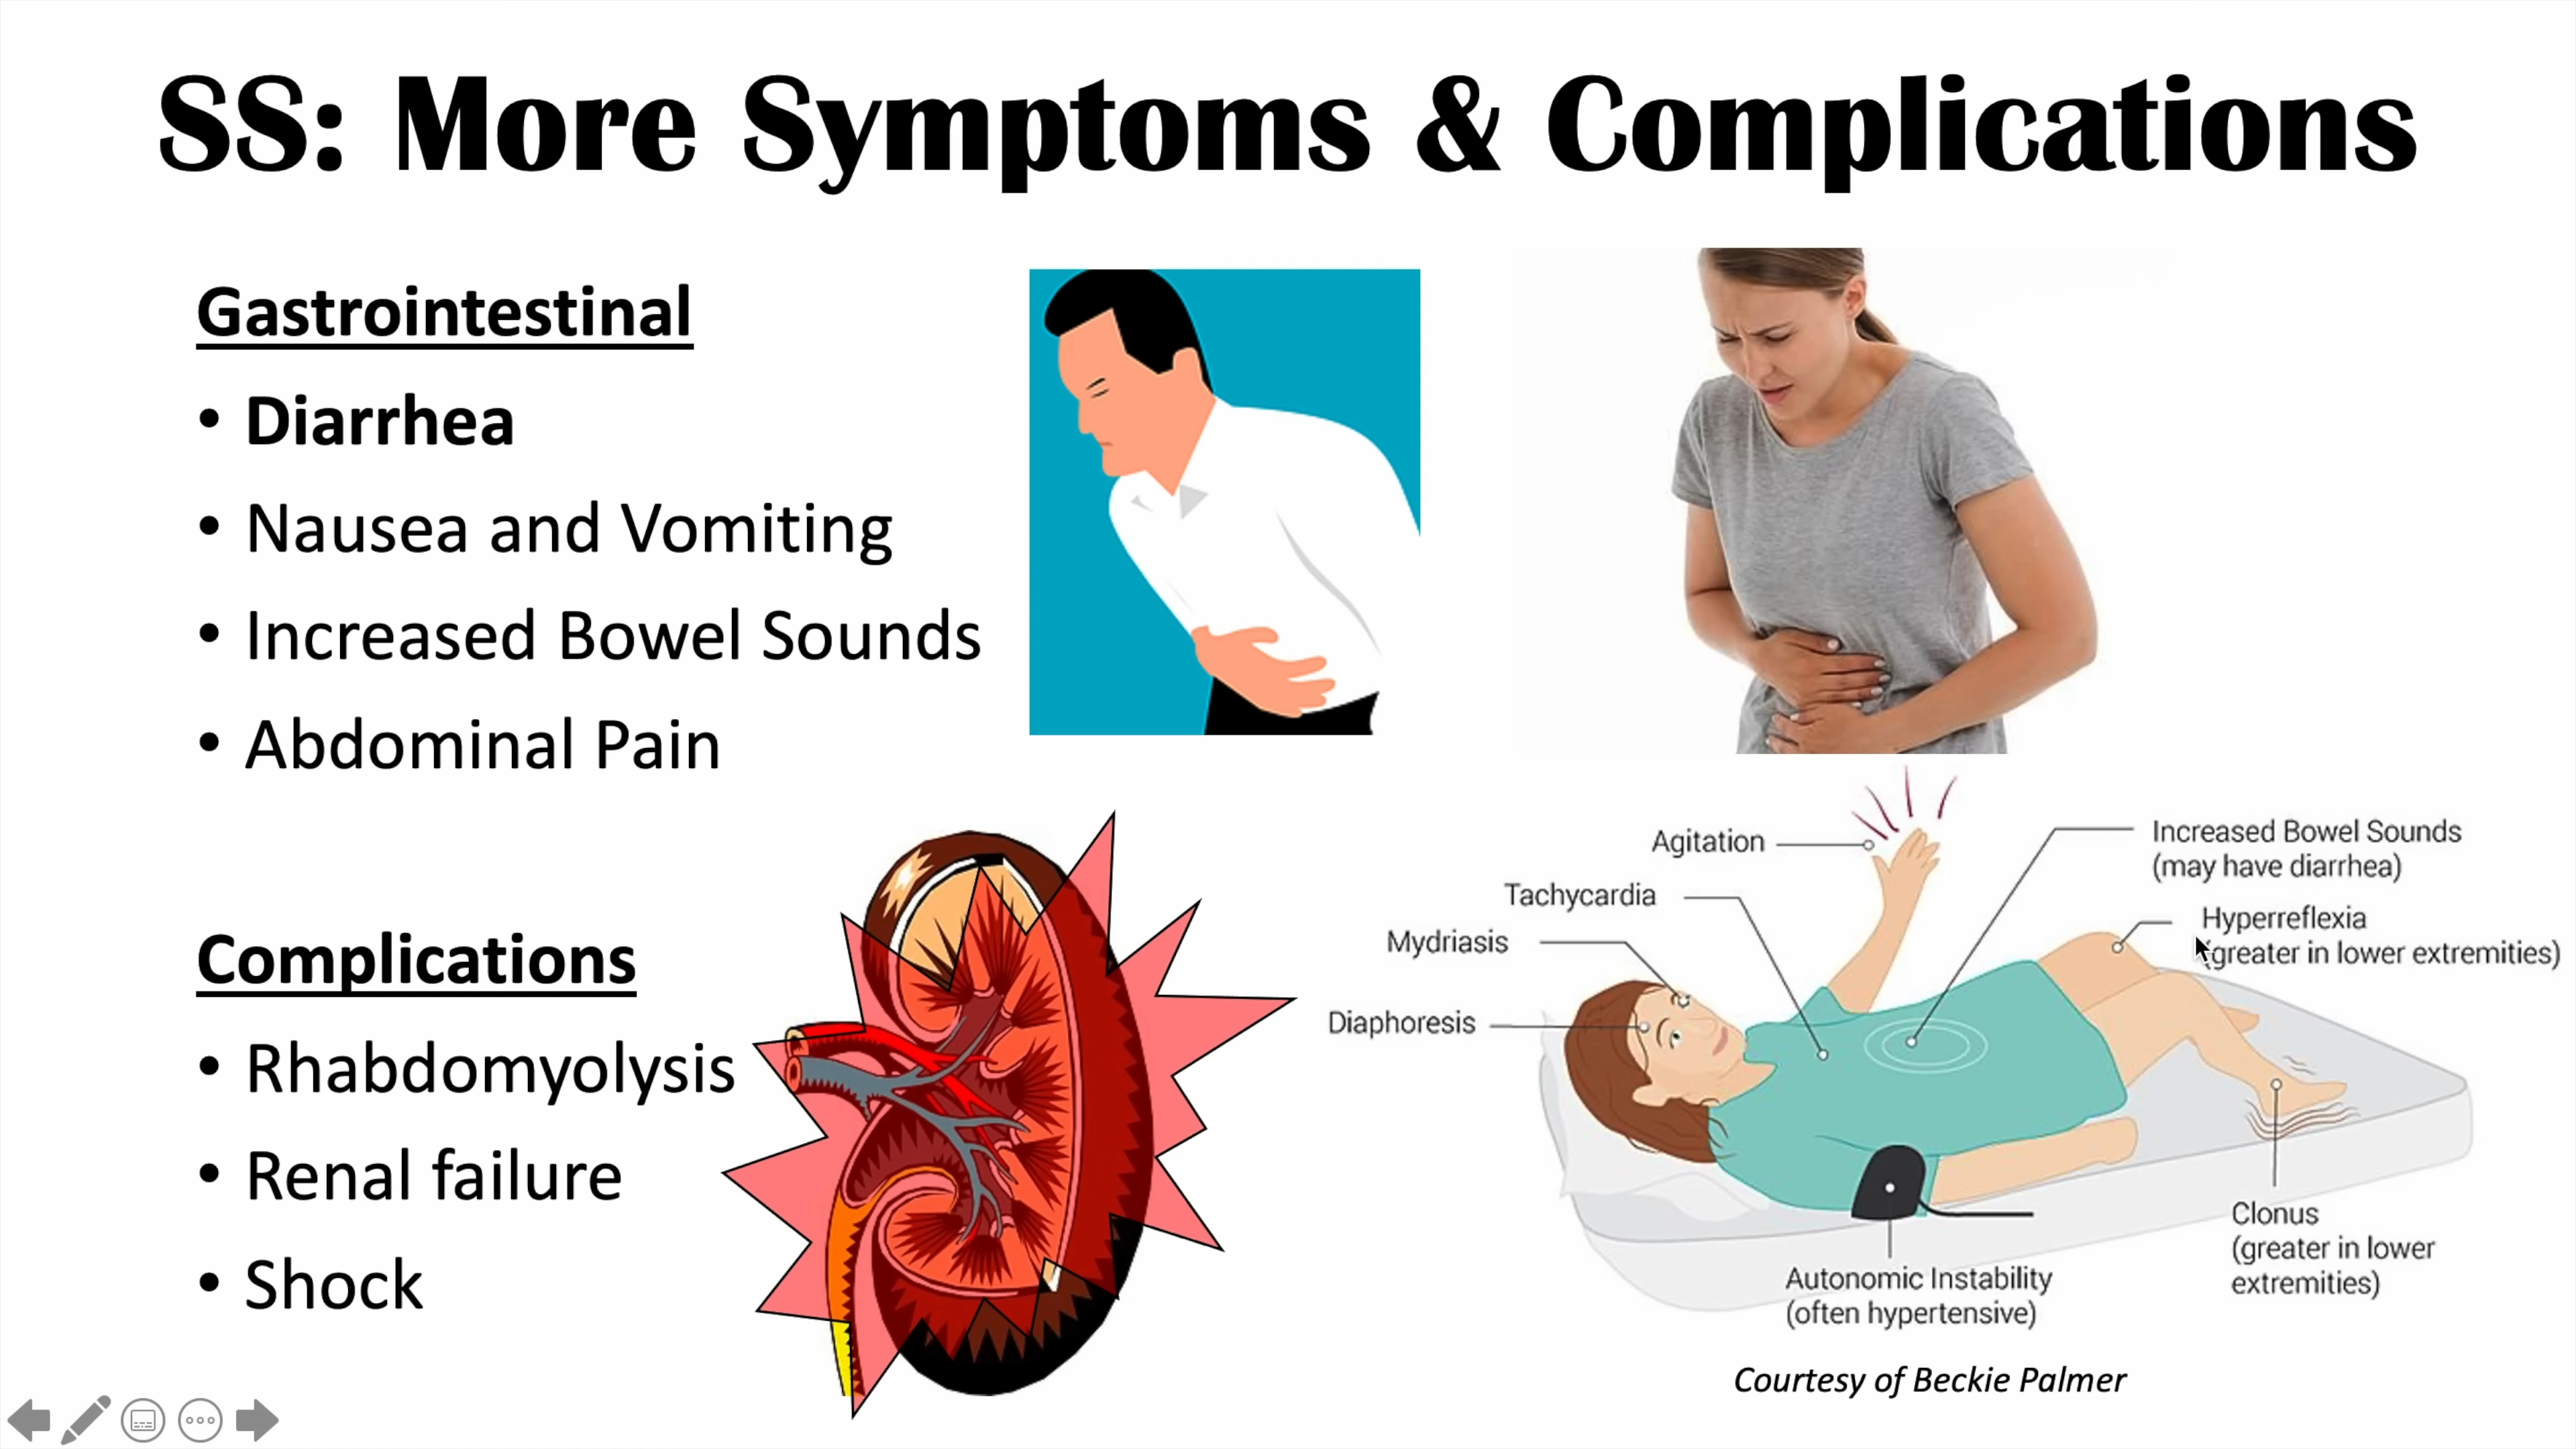 SS: More Symptoms & Complications
Gastrointestinal
• Diarrhea
• Nausea and Vomiting
• Increased Bowel Sounds
• Abdominal Pain
Complications
• Rhabdomyolysis
• Renal failure
• Shock
Agitation
Tachycardia
Mydriasis
Diaphoresis
Increased Bowel Sounds
(may have diarrhea)
Hyperreflexia
(greater in lower extremities)
Clonus
(greater in lower
extremities)
Autonomic Instability
(often hypertensive)
Courtesy of Beckie Palmer